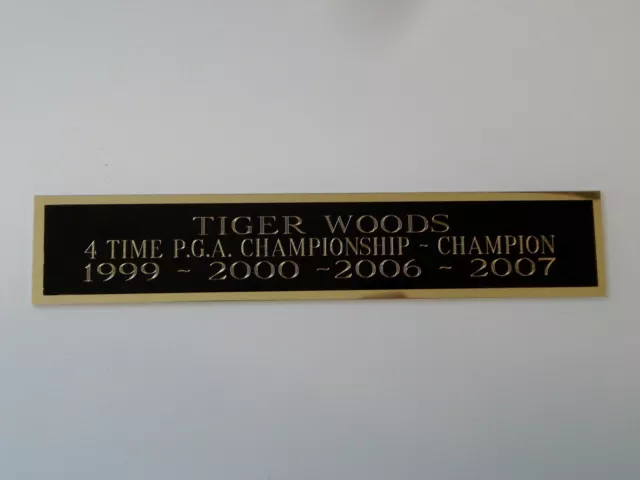 TIGER WOODS
4 TIME P.G.A. CHAMPIONSHIP ~ CHAMPION
1999 ~ 2000 ~2006 ~ 2007